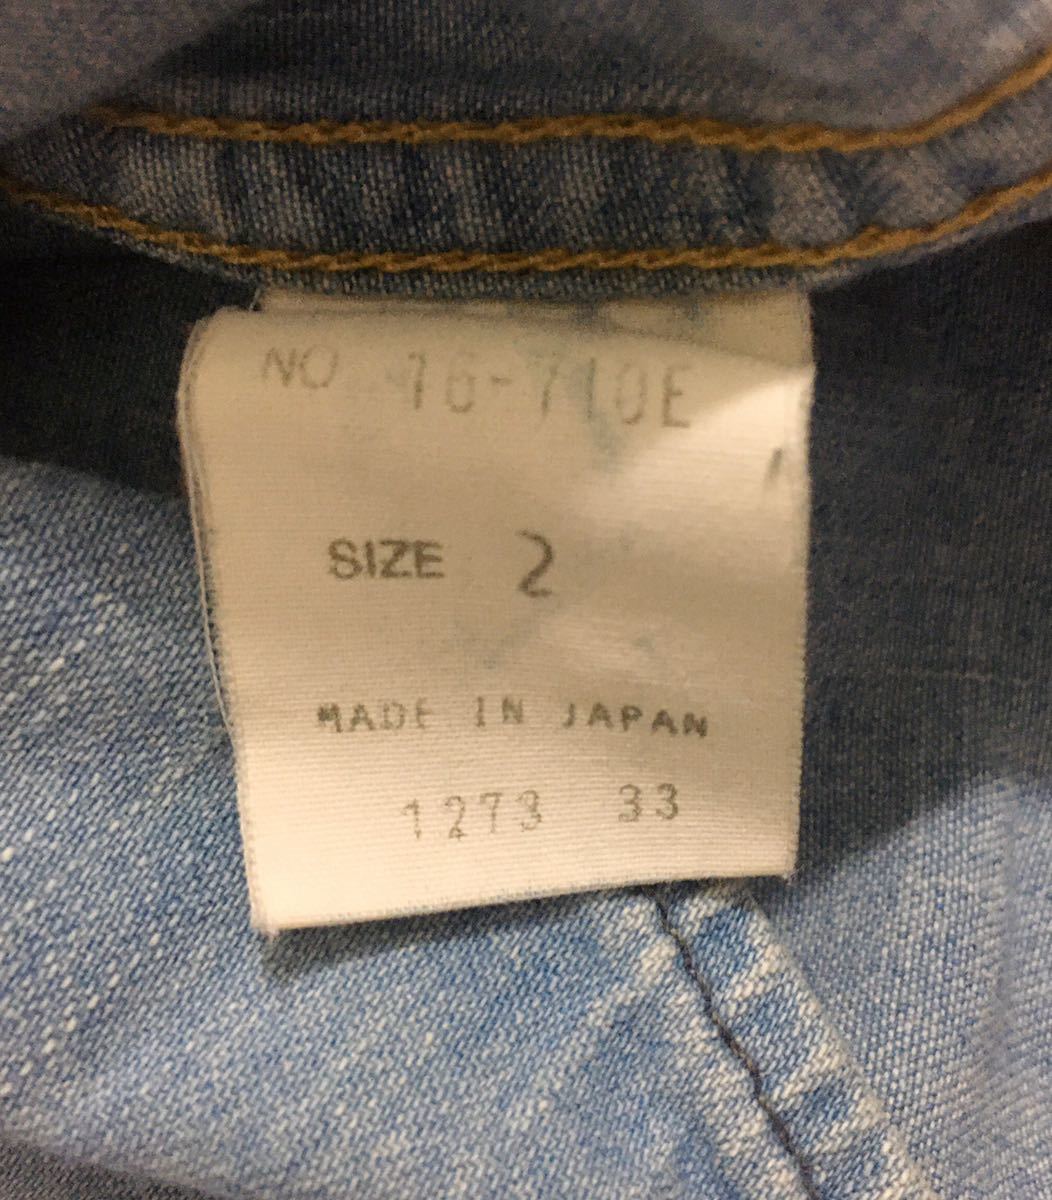 NO 16-710E
SIZE 2
MADE IN JAPAN
1273 33